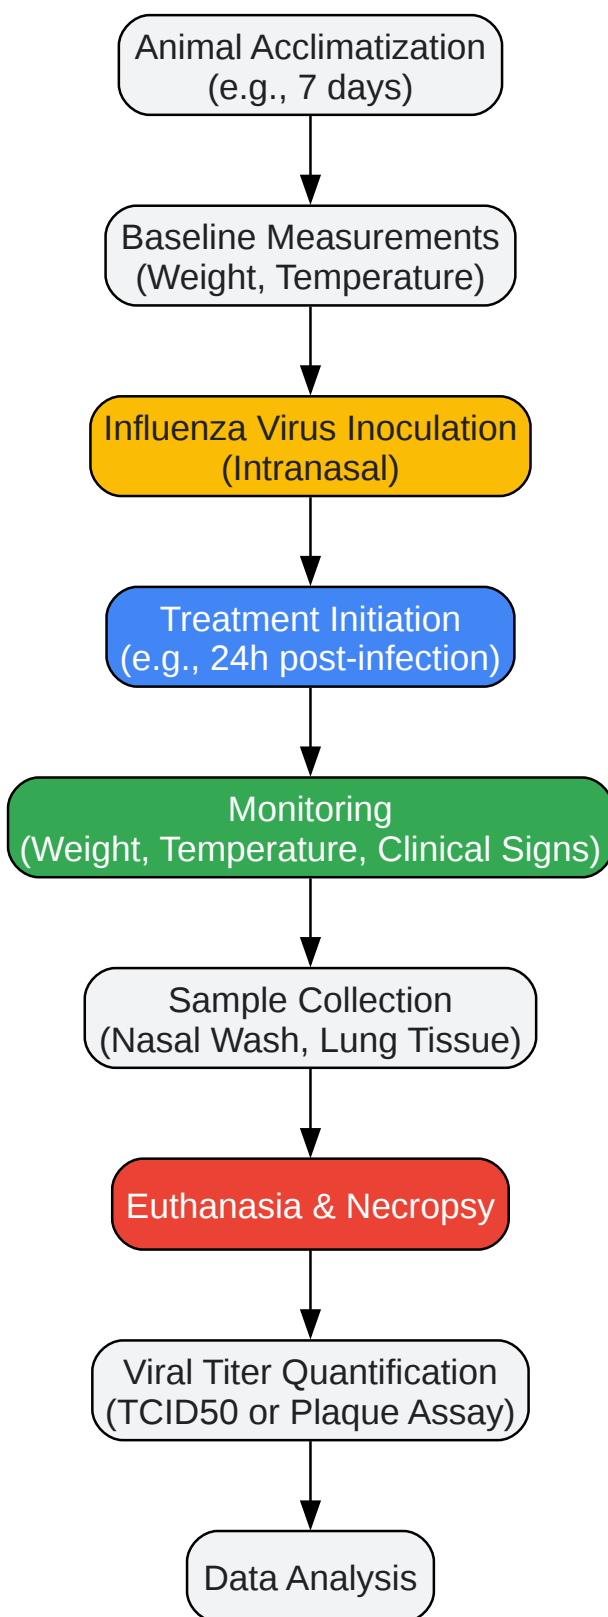 Animal Acclimatization
(e.g., 7 days)
Baseline Measurements
(Weight, Temperature)
Influenza Virus Inoculation
(Intranasal)
Treatment Initiation
(e.g., 24h post-infection)
Monitoring
(Weight, Temperature, Clinical Signs)
Sample Collection
(Nasal Wash, Lung Tissue)
Euthanasia & Necropsy
Viral Titer Quantification
(TCID50 or Plaque Assay)
Data Analysis